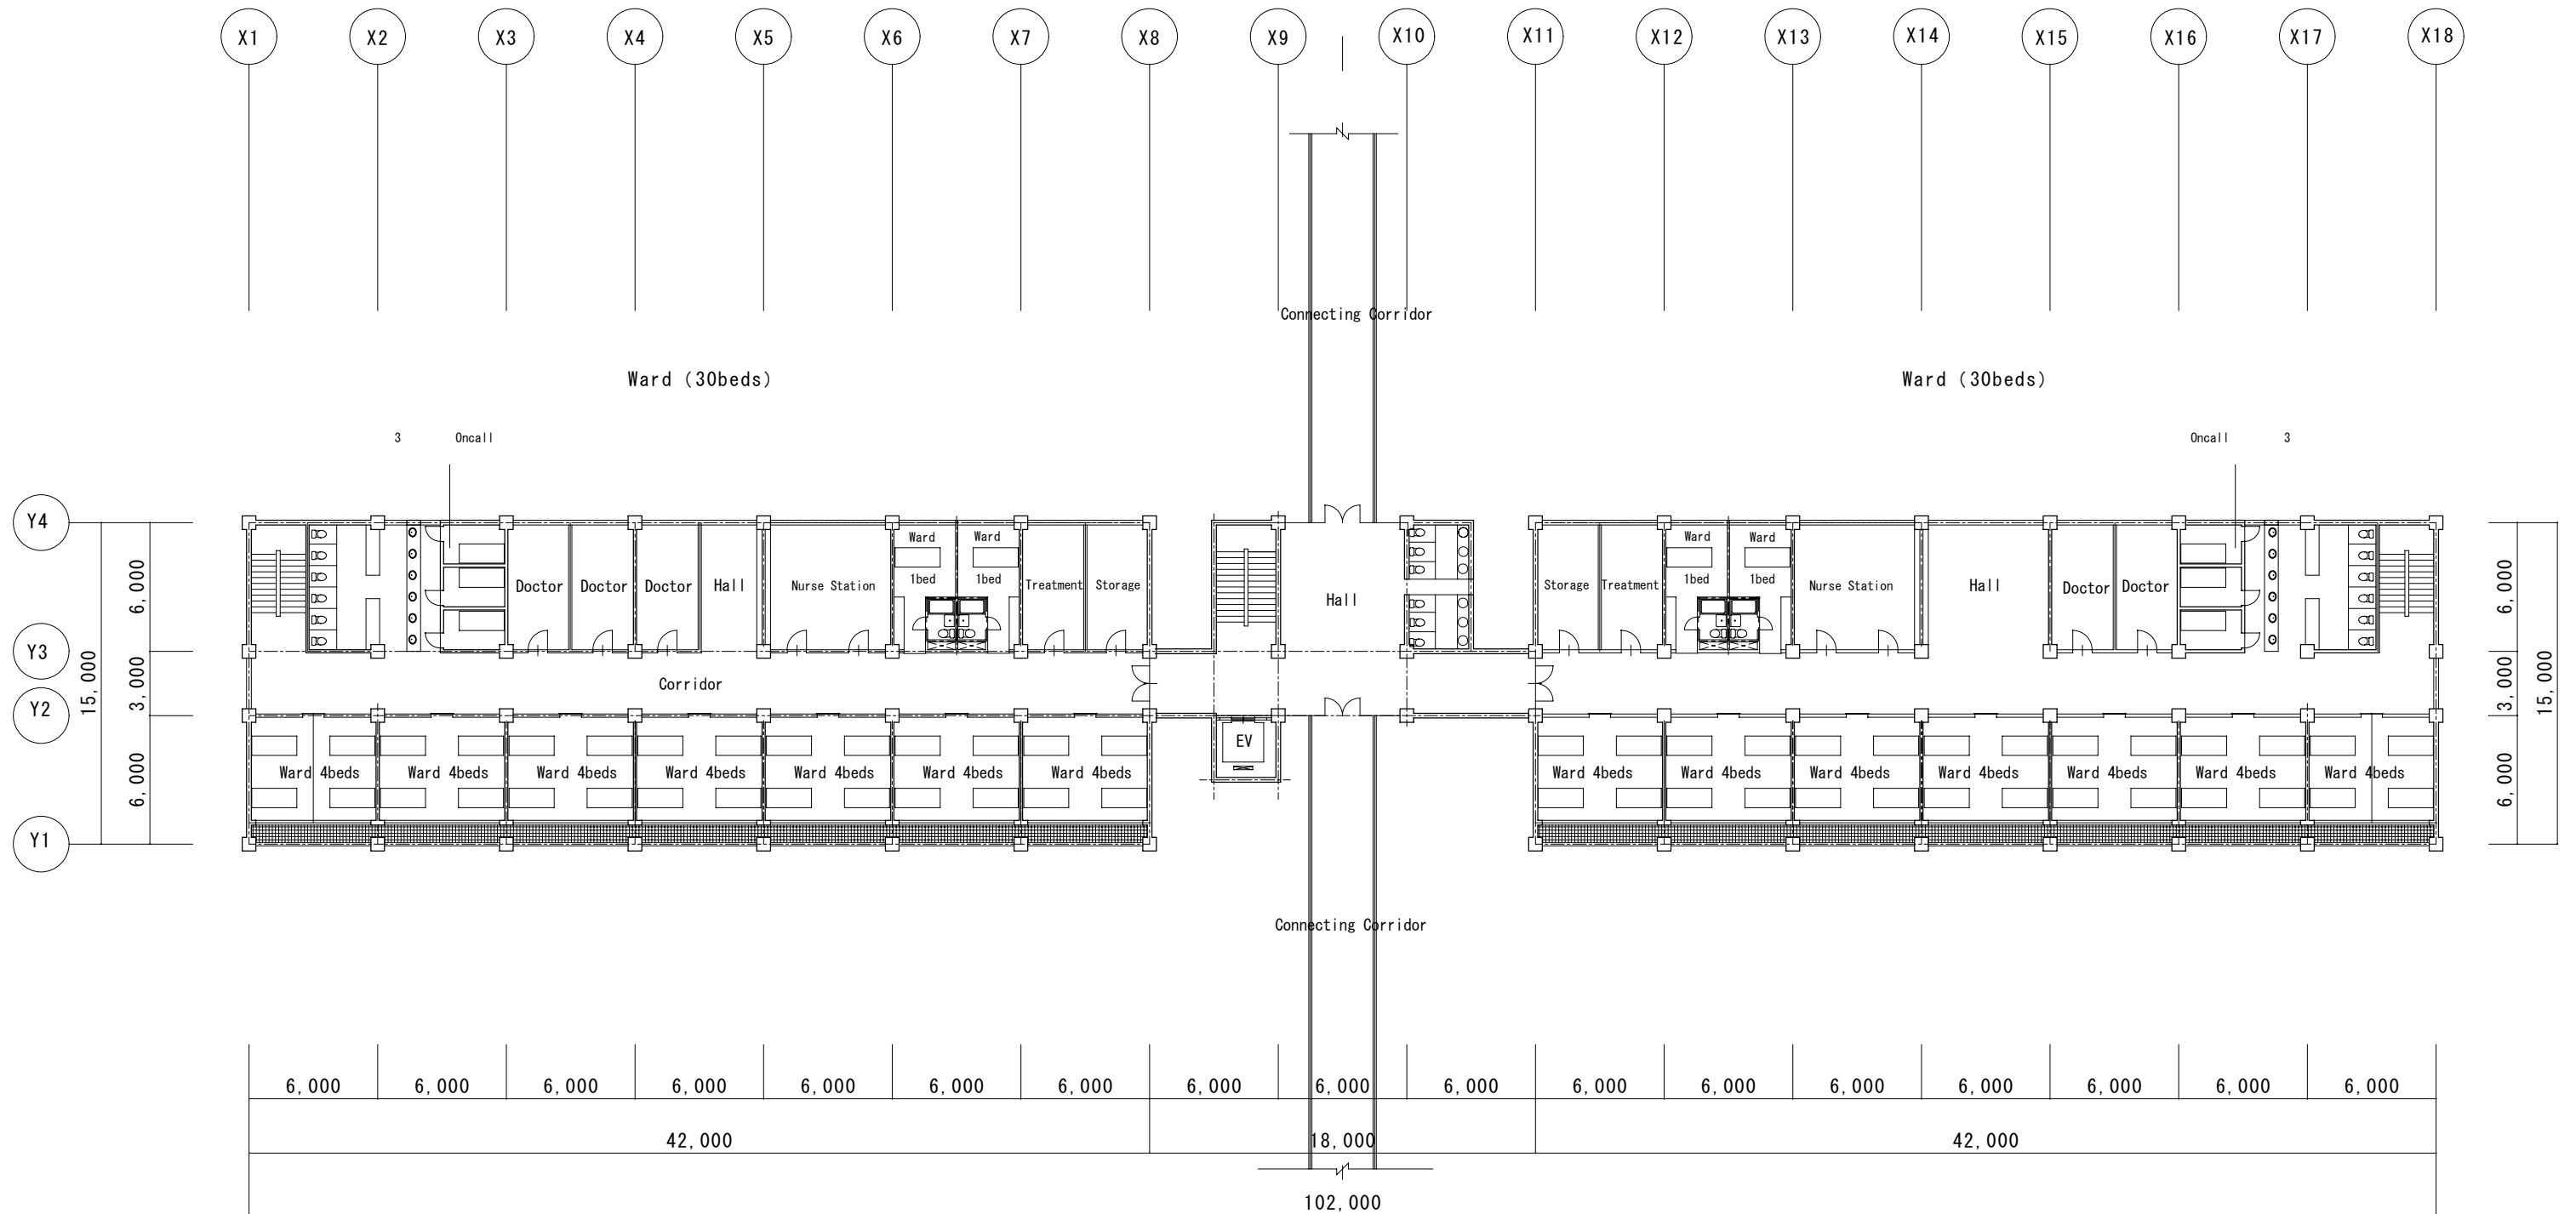 X1 X2 X3 X4 X5 X6 X7 X8 X9 X10 X11 X12 X13 X14 X15 X16 X17 X18
Connecting Corridor
Ward (30beds) Ward (30beds)
3 Oncall Oncall 3
Y4
Ward Ward Ward Ward
1bed 1bed 1bed 1bed
Doctor Doctor Doctor Hall Nurse Station Treatment Storage Hall Storage Treatment Nurse Station Hall Doctor Doctor
6,000 6,000
Y3
15,000 3,000 Corridor 3,000 15,000
Y2
EV
Ward 4beds Ward 4beds Ward 4beds Ward 4beds Ward 4beds Ward 4beds Ward 4beds Ward 4beds Ward 4beds Ward 4beds Ward 4beds Ward 4beds Ward 4beds Ward 4beds
6,000 6,000
Y1
Connecting Corridor
6,000 6,000 6,000 6,000 6,000 6,000 6,000 6,000 6,000 6,000 6,000 6,000 6,000 6,000 6,000 6,000 6,000
42,000 18,000 42,000
102,000